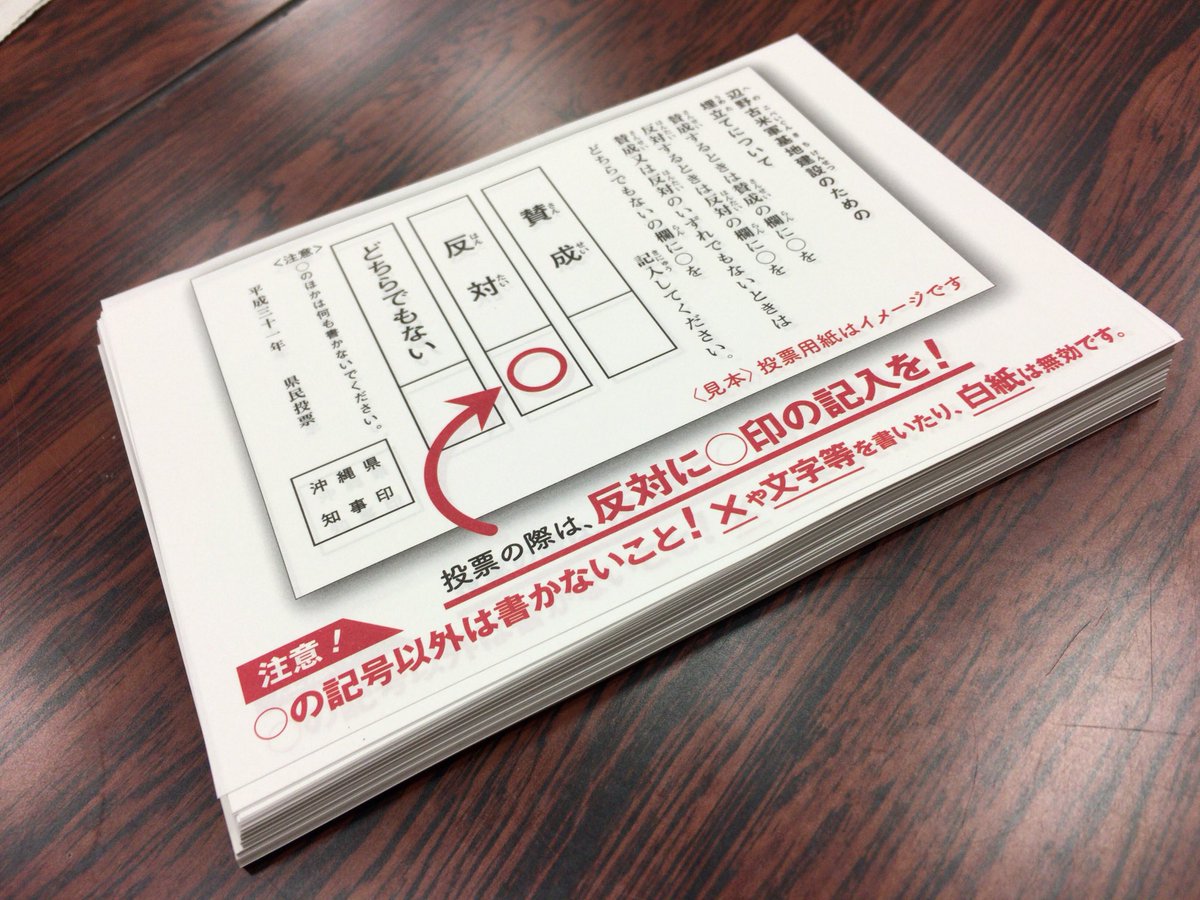 辺野古米軍基地建設のための
埋立てについて
賛成するときは賛成の欄に○を
反対するときは反対の欄に○を
賛成又は反対のいずれでもないときは
どちらでもないの欄に○を
記入してください。
賛成
反対
○
どちらでもない
〈注意〉○のほかは何も書かないでください。
平成三十一年 県民投票
沖縄県
知事印
〈見本〉投票用紙はイメージです
投票の際は、反対に○印の記入を!
注意!
○の記号以外は書かないこと!×や文字等を書いたり、白紙は無効です。